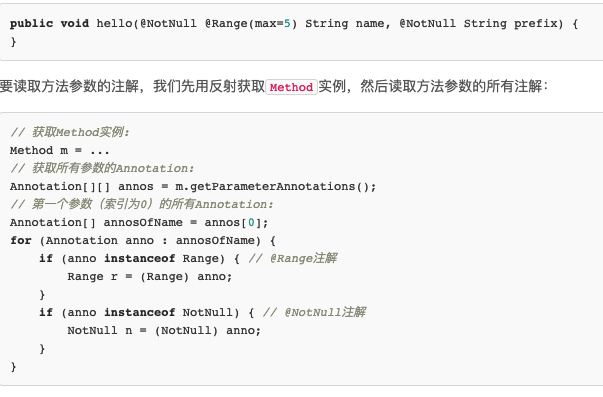 public void hello(@NotNull @Range(max=5) String name, @NotNull String prefix) {
}
要读取方法参数的注解，我们先用反射获取Method实例，然后读取方法参数的所有注解：
// 获取Method实例:
Method m = ...
// 获取所有参数的Annotation:
Annotation[][] annos = m.getParameterAnnotations();
// 第一个参数（索引为0）的所有Annotation:
Annotation[] annosOfName = annos[0];
for (Annotation anno : annosOfName) {
    if (anno instanceof Range) { // @Range注解
        Range r = (Range) anno;
    }
    if (anno instanceof NotNull) { // @NotNull注解
        NotNull n = (NotNull) anno;
    }
}